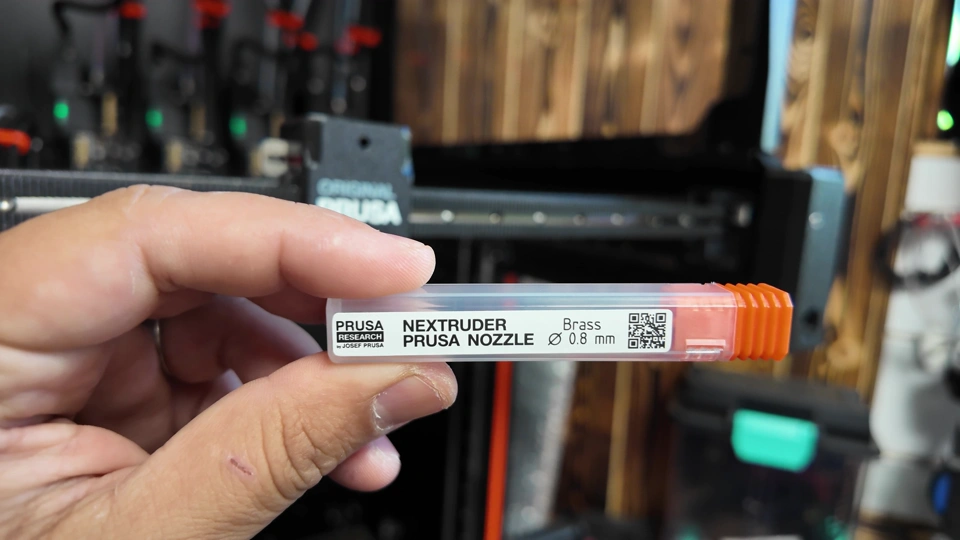 ORIGINAL
PRUSA
PRUSA
RESEARCH
by JOSEF PRUSA
NEXTRUDER
PRUSA NOZZLE
Brass
Ø 0.8 mm